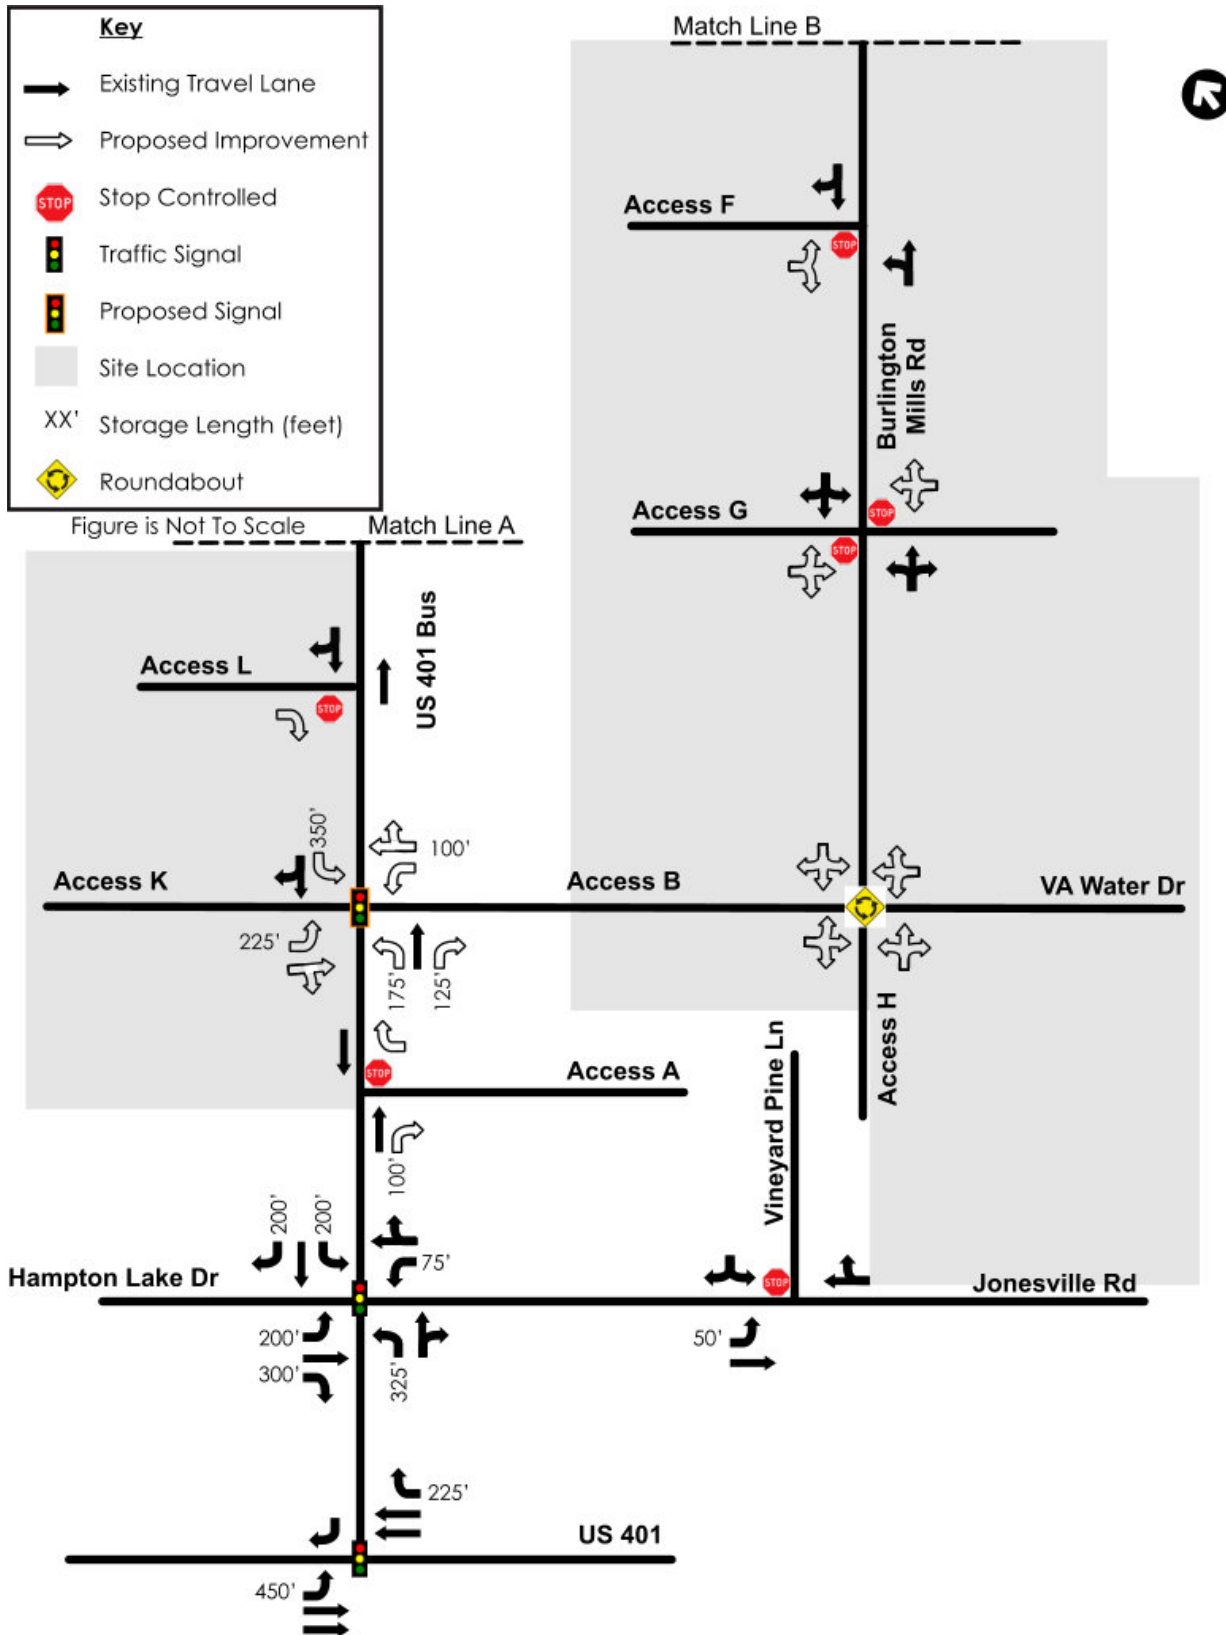 Key
Existing Travel Lane
Proposed Improvement
STOP Stop Controlled
Traffic Signal
Proposed Signal
Site Location
XX' Storage Length (feet)
Roundabout
Figure is Not To Scale
Match Line A
Match Line B
Access F
STOP
Burlington
Mills Rd
Access G
STOP
STOP
US 401 Bus
Access L
STOP
350'
100'
Access K
Access B
VA Water Dr
225'
175'
125'
Access H
STOP
Access A
100'
Vineyard Pine Ln
200'
200'
75'
Hampton Lake Dr
STOP
Jonesville Rd
200'
300'
325'
50'
225'
US 401
450'